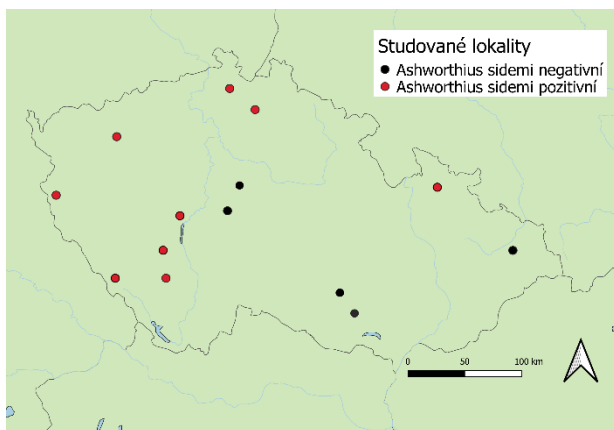 Studované lokality
Ashworthius sidemi negativní
Ashworthius sidemi pozitivní
0 50 100 km